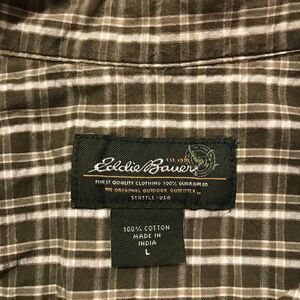 EST. 1920
Eddie Bauer
FINEST QUALITY CLOTHING 100% GUARANTEED
THE ORIGINAL OUTDOOR OUTFITTER
SEATTLE • USA
100% COTTON
MADE IN
INDIA
L